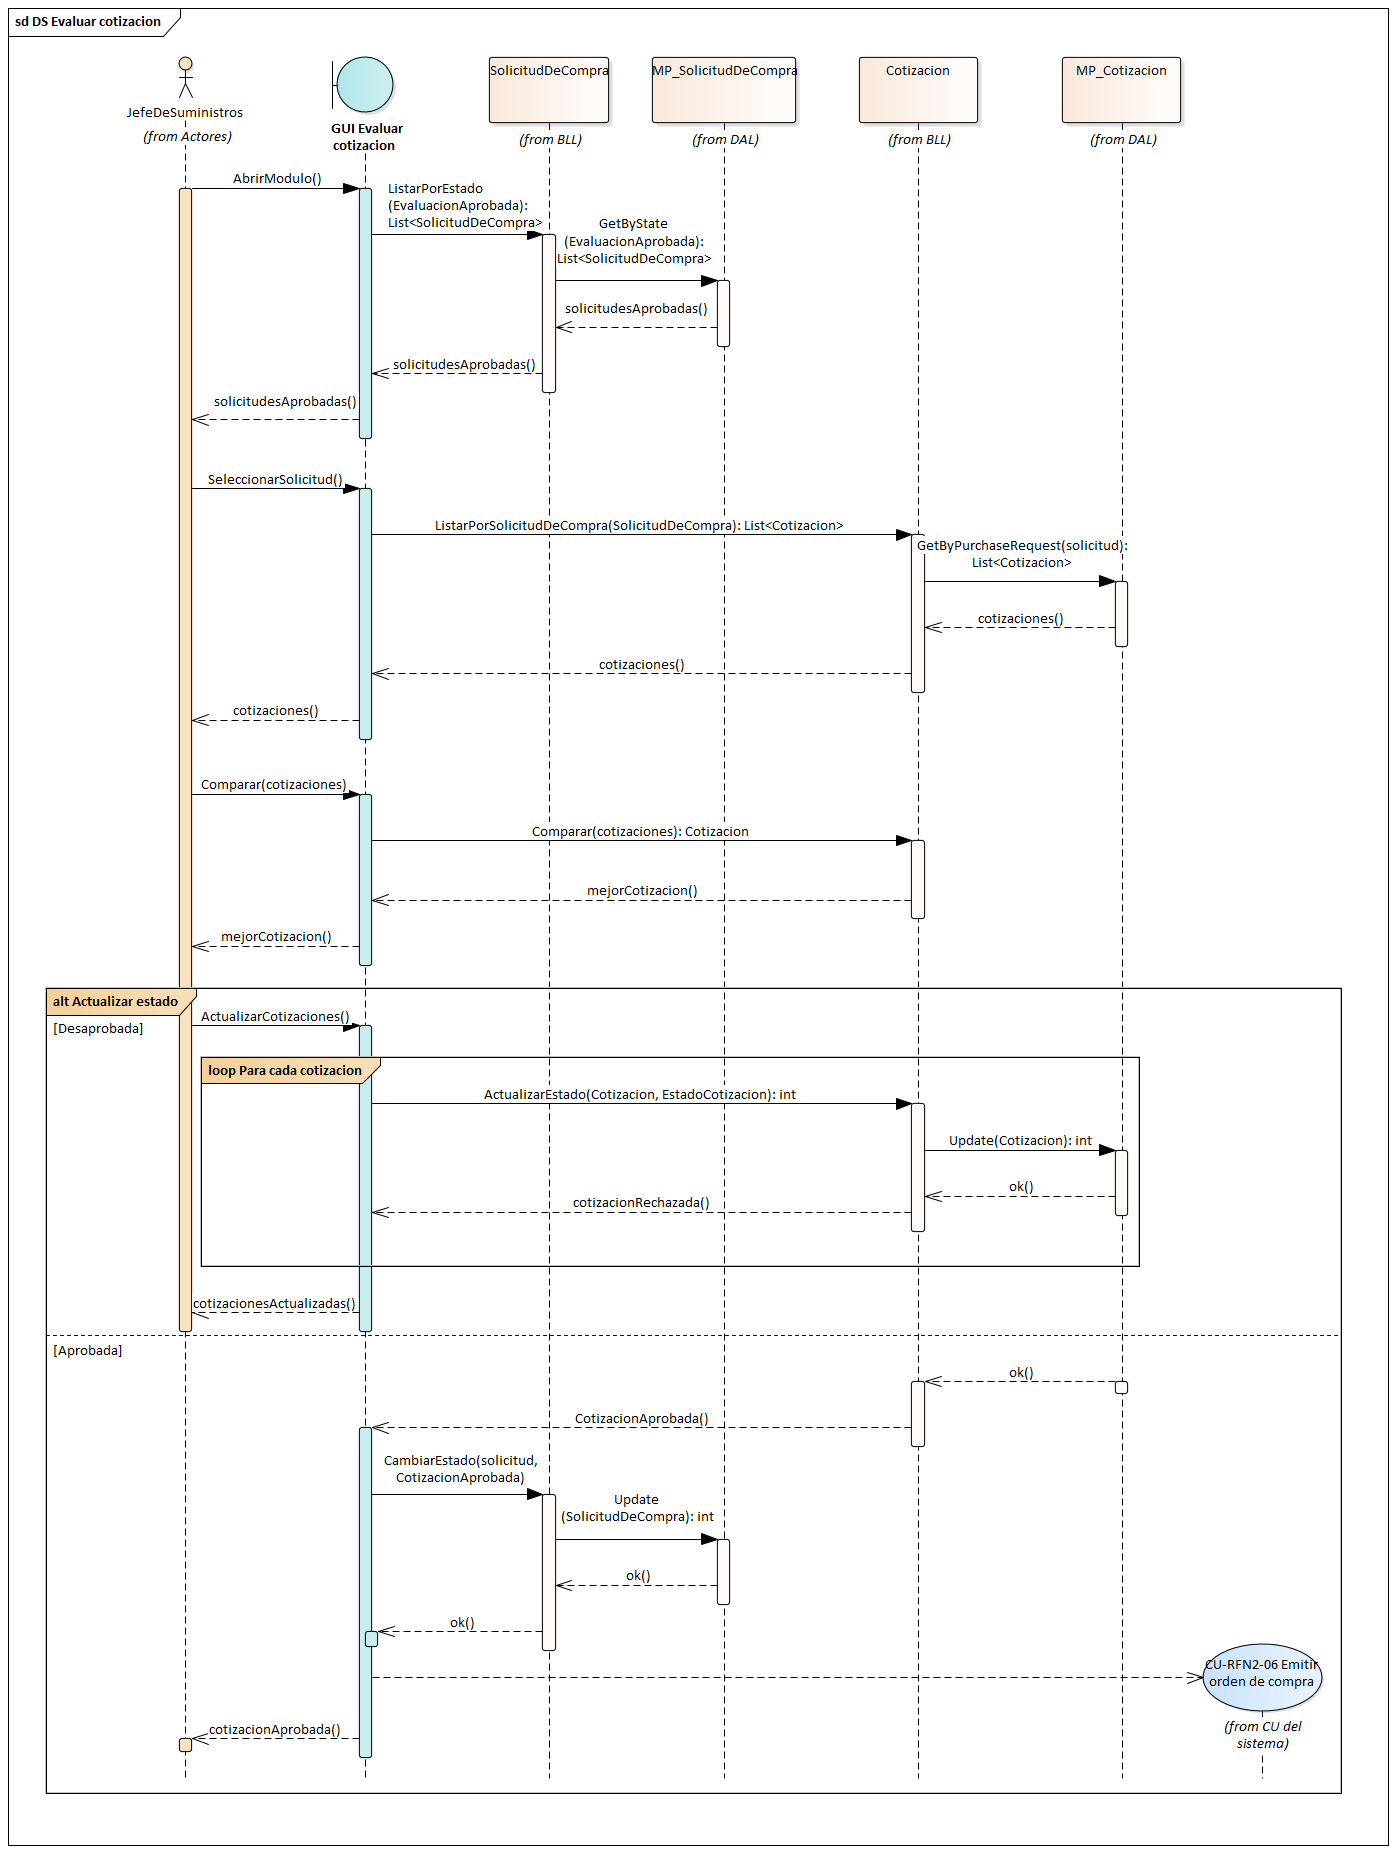 sd DS Evaluar cotizacion
JefeDeSuministros
(from Actores)
GUI Evaluar
cotizacion
SolicitudDeCompra
(from BLL)
MP_SolicitudDeCompra
(from DAL)
Cotizacion
(from BLL)
MP_Cotizacion
(from DAL)
AbrirModulo()
ListarPorEstado
(EvaluacionAprobada):
List<SolicitudDeCompra>
GetByState
(EvaluacionAprobada):
List<SolicitudDeCompra>
solicitudesAprobadas()
solicitudesAprobadas()
solicitudesAprobadas()
SeleccionarSolicitud()
ListarPorSolicitudDeCompra(SolicitudDeCompra): List<Cotizacion>
GetByPurchaseRequest(solicitud):
List<Cotizacion>
cotizaciones()
cotizaciones()
cotizaciones()
Comparar(cotizaciones)
Comparar(cotizaciones): Cotizacion
mejorCotizacion()
mejorCotizacion()
alt Actualizar estado
[Desaprobada]
ActualizarCotizaciones()
loop Para cada cotizacion
ActualizarEstado(Cotizacion, EstadoCotizacion): int
Update(Cotizacion): int
ok()
cotizacionRechazada()
cotizacionesActualizadas()
[Aprobada]
ok()
CotizacionAprobada()
CambiarEstado(solicitud,
CotizacionAprobada)
Update
(SolicitudDeCompra): int
ok()
ok()
CU-RFN2-06 Emitir
orden de compra
(from CU del
sistema)
cotizacionAprobada()